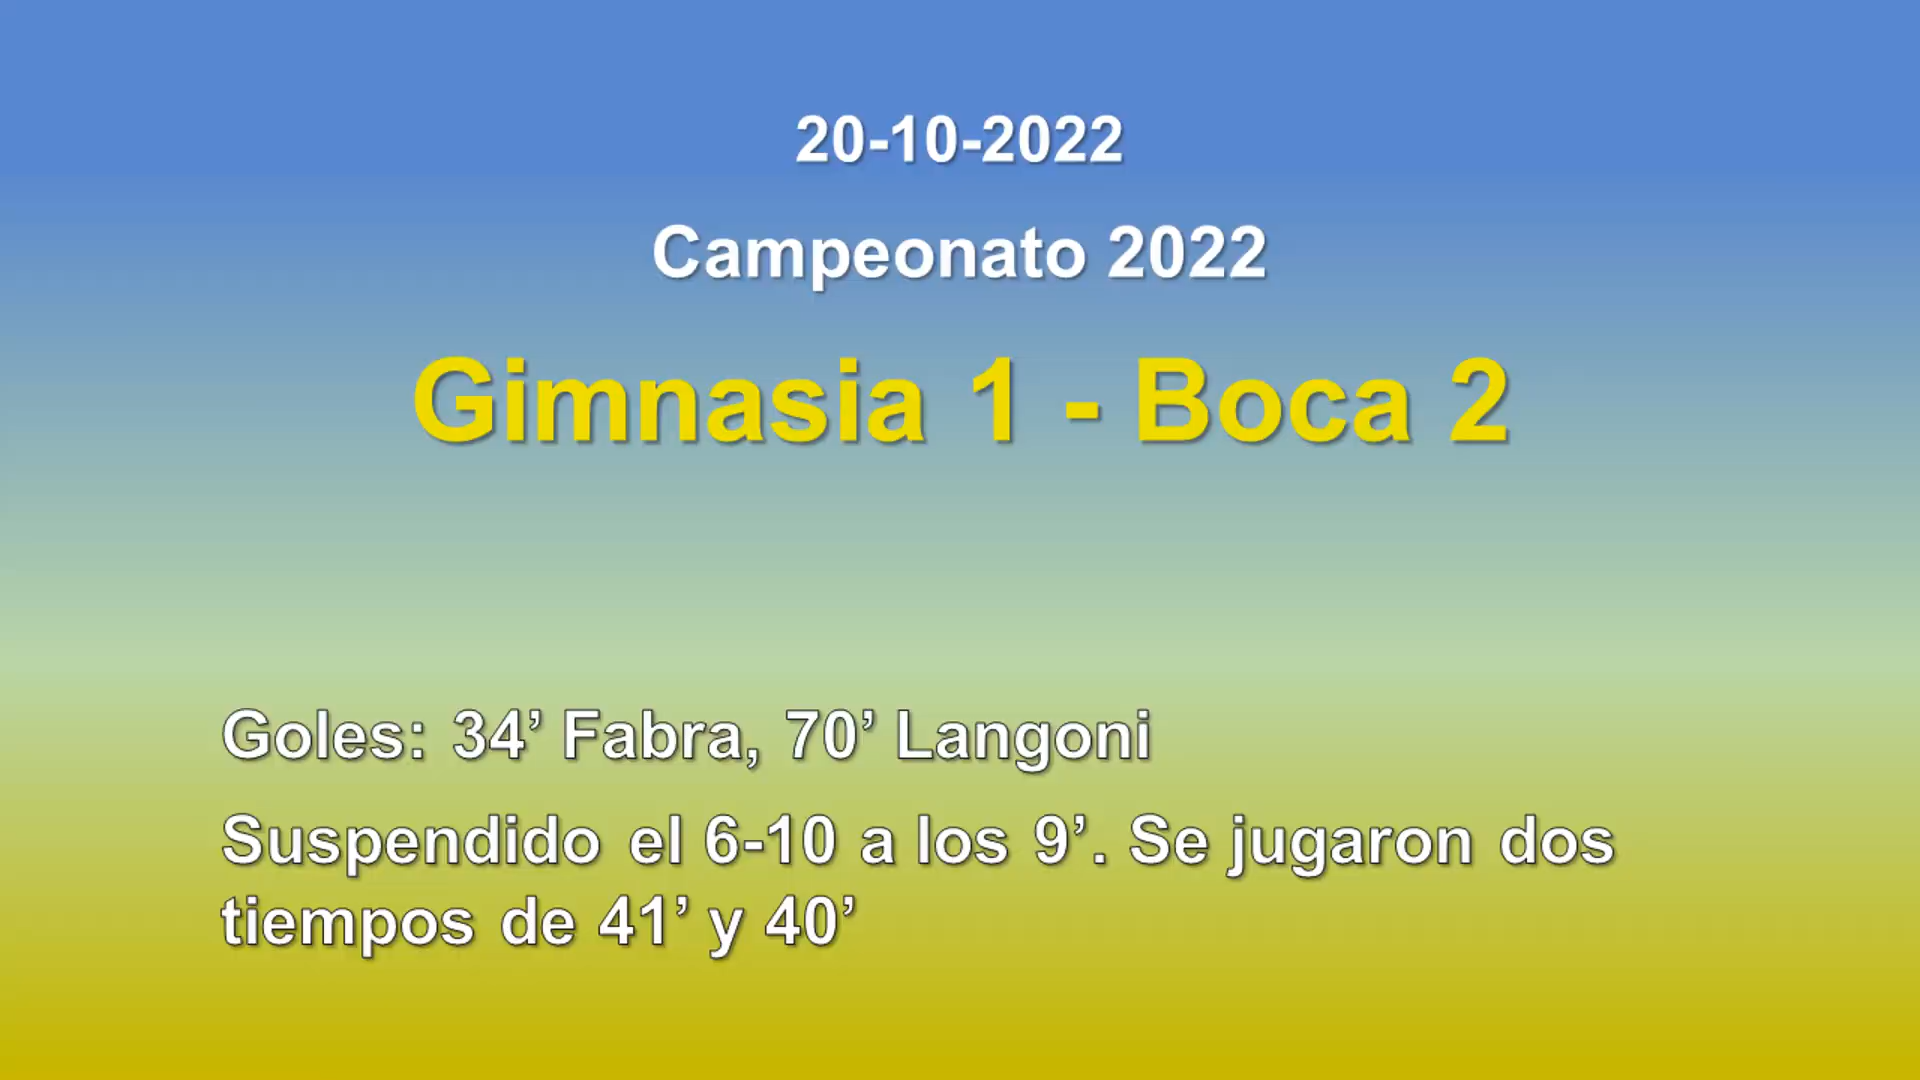 20-10-2022
Campeonato 2022
Gimnasia 1 - Boca 2
Goles: 34’ Fabra, 70’ Langoni
Suspendido el 6-10 a los 9’. Se jugaron dos
tiempos de 41’ y 40’